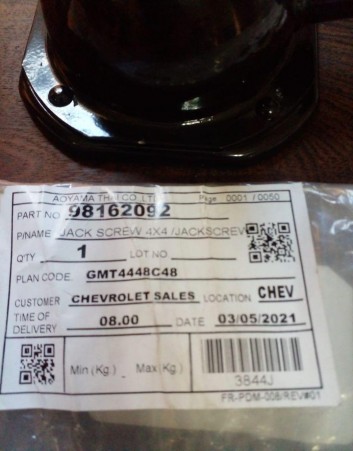 AOYAMA THAI CO. LTD. Page 0001 / 0050
PART NO 98162092
P/NAME JACK SCREW 4X4 /JACKSCREW
Q'TY 1 LOT NO
PLAN CODE GMT4448C48
CUSTOMER CHEVROLET SALES LOCATION CHEV
TIME OF DELIVERY 08.00 DATE 03/05/2021
Min (Kg.) Max (Kg.)
3844J
FR-PDM-008/REV#01